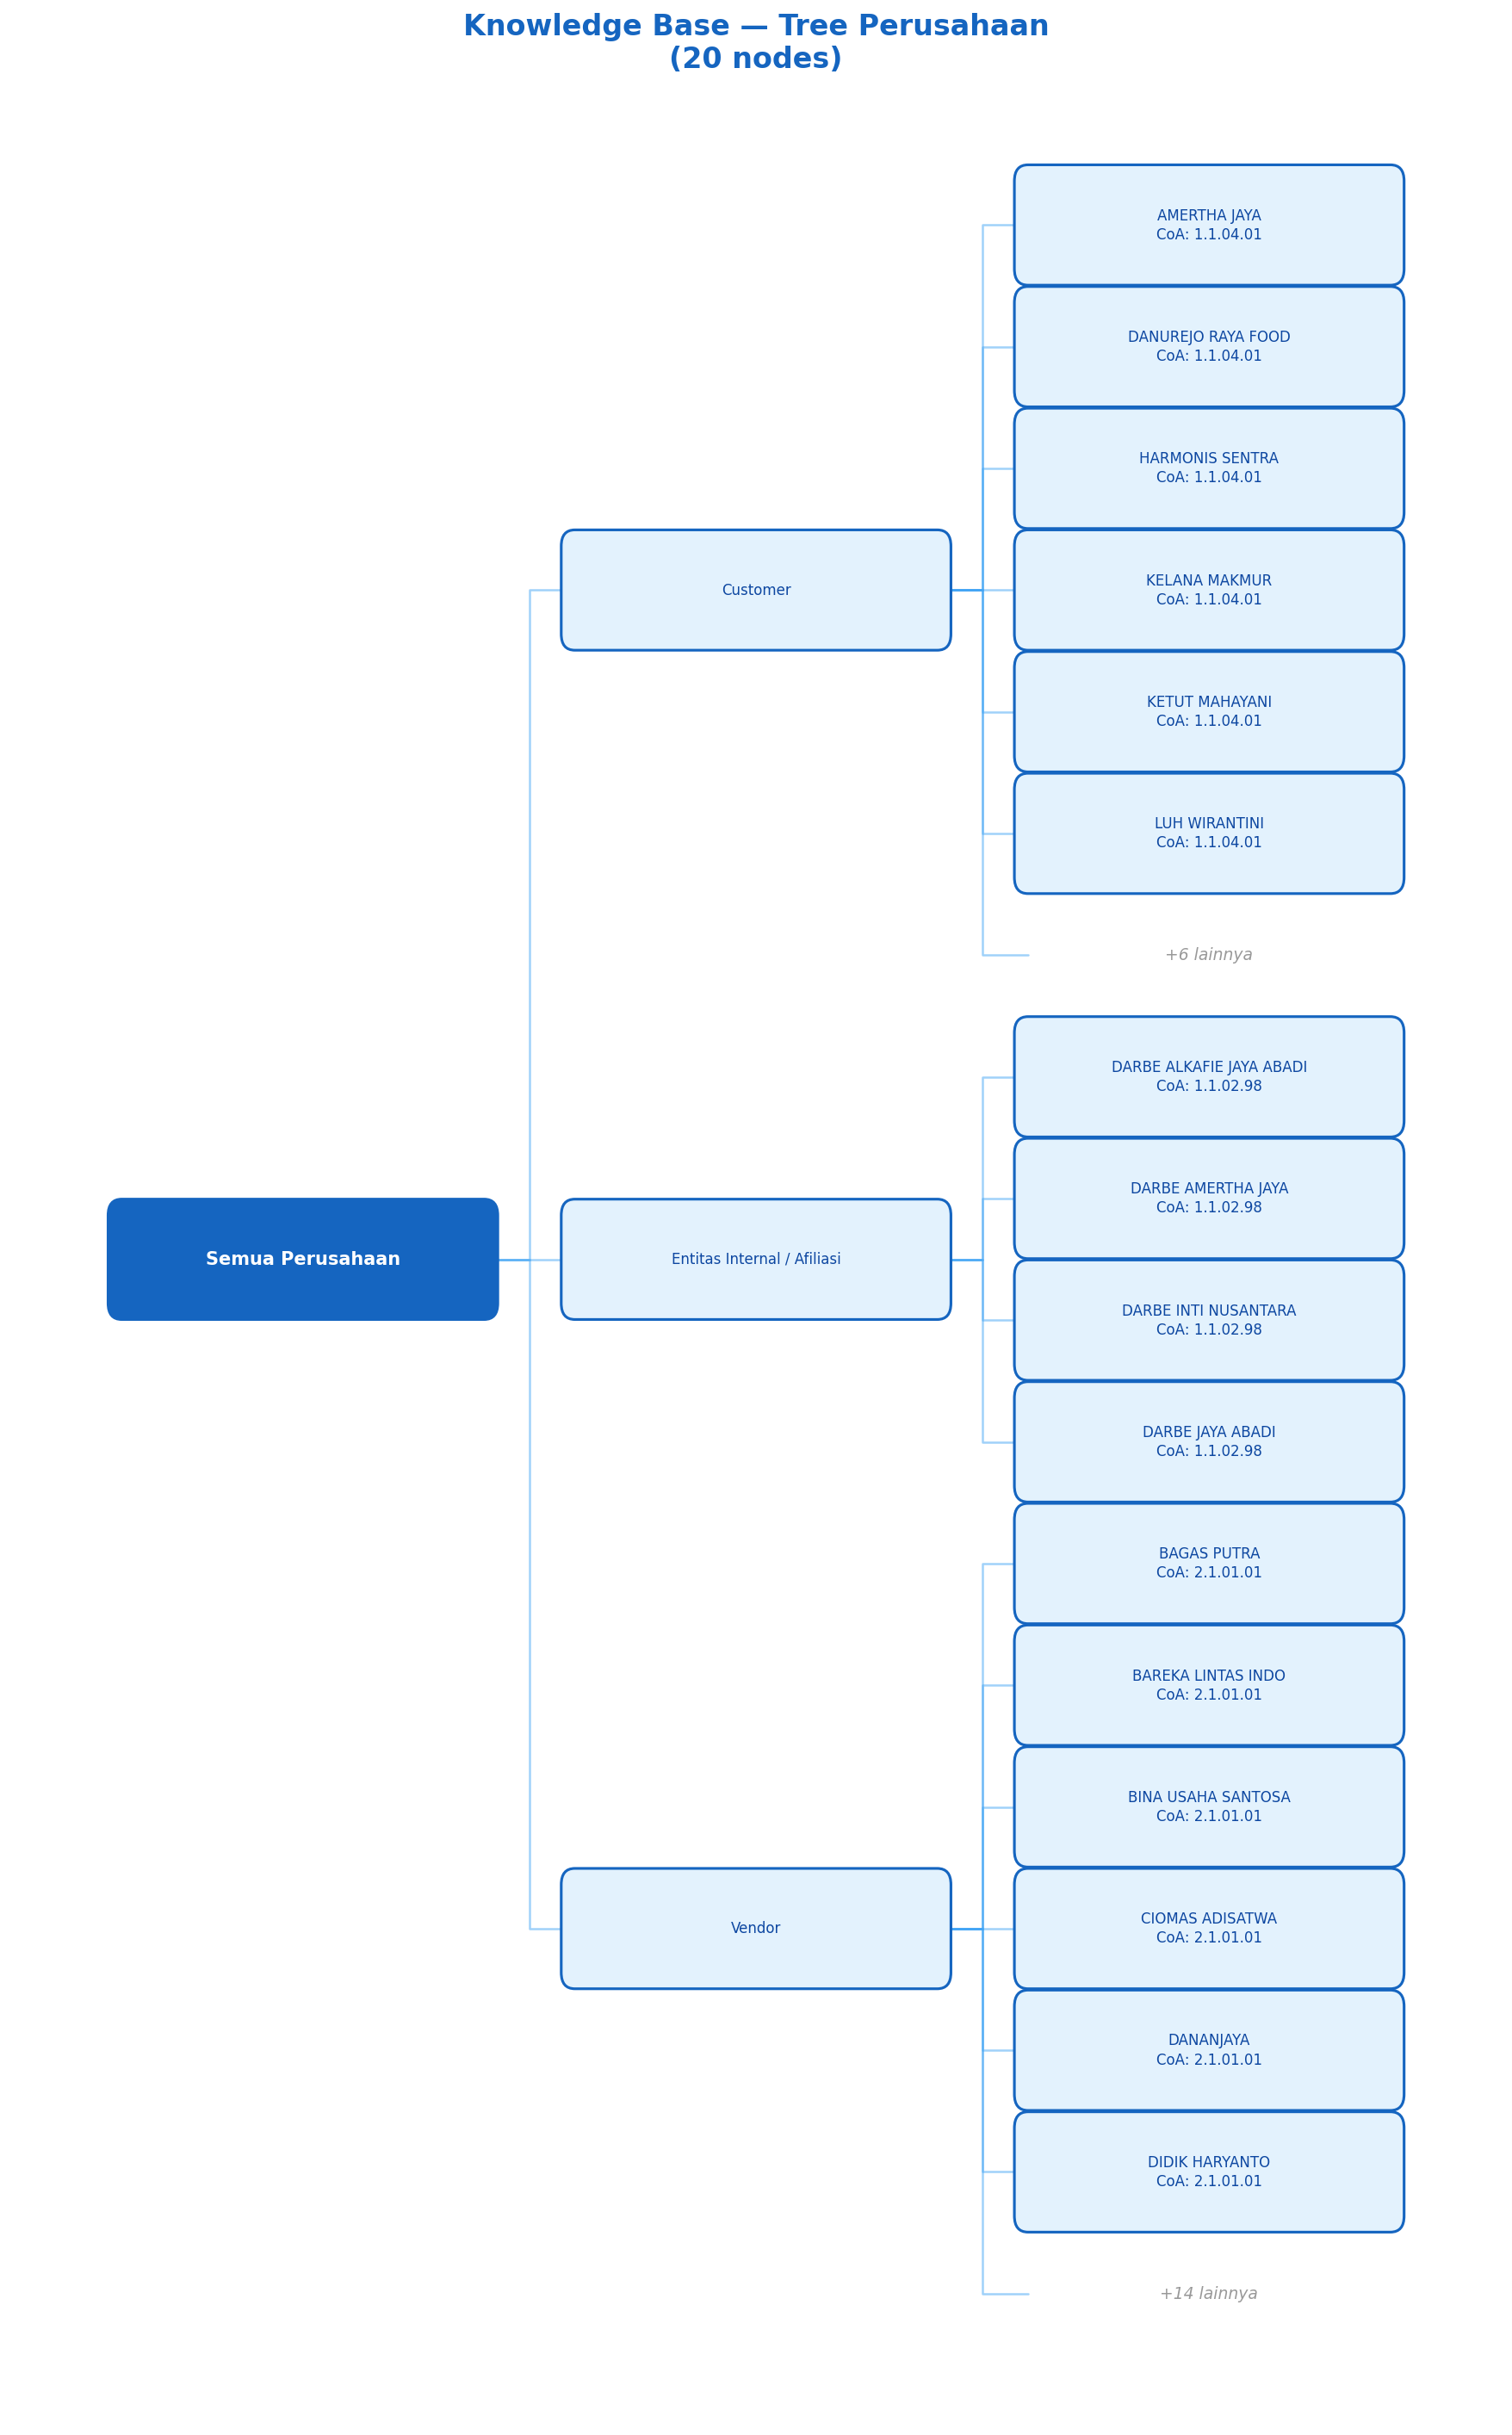 Knowledge Base — Tree Perusahaan
(20 nodes)
AMERTHA JAYA
CoA: 1.1.04.01
DANUREJO RAYA FOOD
CoA: 1.1.04.01
HARMONIS SENTRA
CoA: 1.1.04.01
Customer
KELANA MAKMUR
CoA: 1.1.04.01
KETUT MAHAYANI
CoA: 1.1.04.01
LUH WIRANTINI
CoA: 1.1.04.01
+6 lainnya
DARBE ALKAFIE JAYA ABADI
CoA: 1.1.02.98
DARBE AMERTHA JAYA
CoA: 1.1.02.98
Semua Perusahaan
Entitas Internal / Afiliasi
DARBE INTI NUSANTARA
CoA: 1.1.02.98
DARBE JAYA ABADI
CoA: 1.1.02.98
BAGAS PUTRA
CoA: 2.1.01.01
BAREKA LINTAS INDO
CoA: 2.1.01.01
BINA USAHA SANTOSA
CoA: 2.1.01.01
Vendor
CIOMAS ADISATWA
CoA: 2.1.01.01
DANANJAYA
CoA: 2.1.01.01
DIDIK HARYANTO
CoA: 2.1.01.01
+14 lainnya